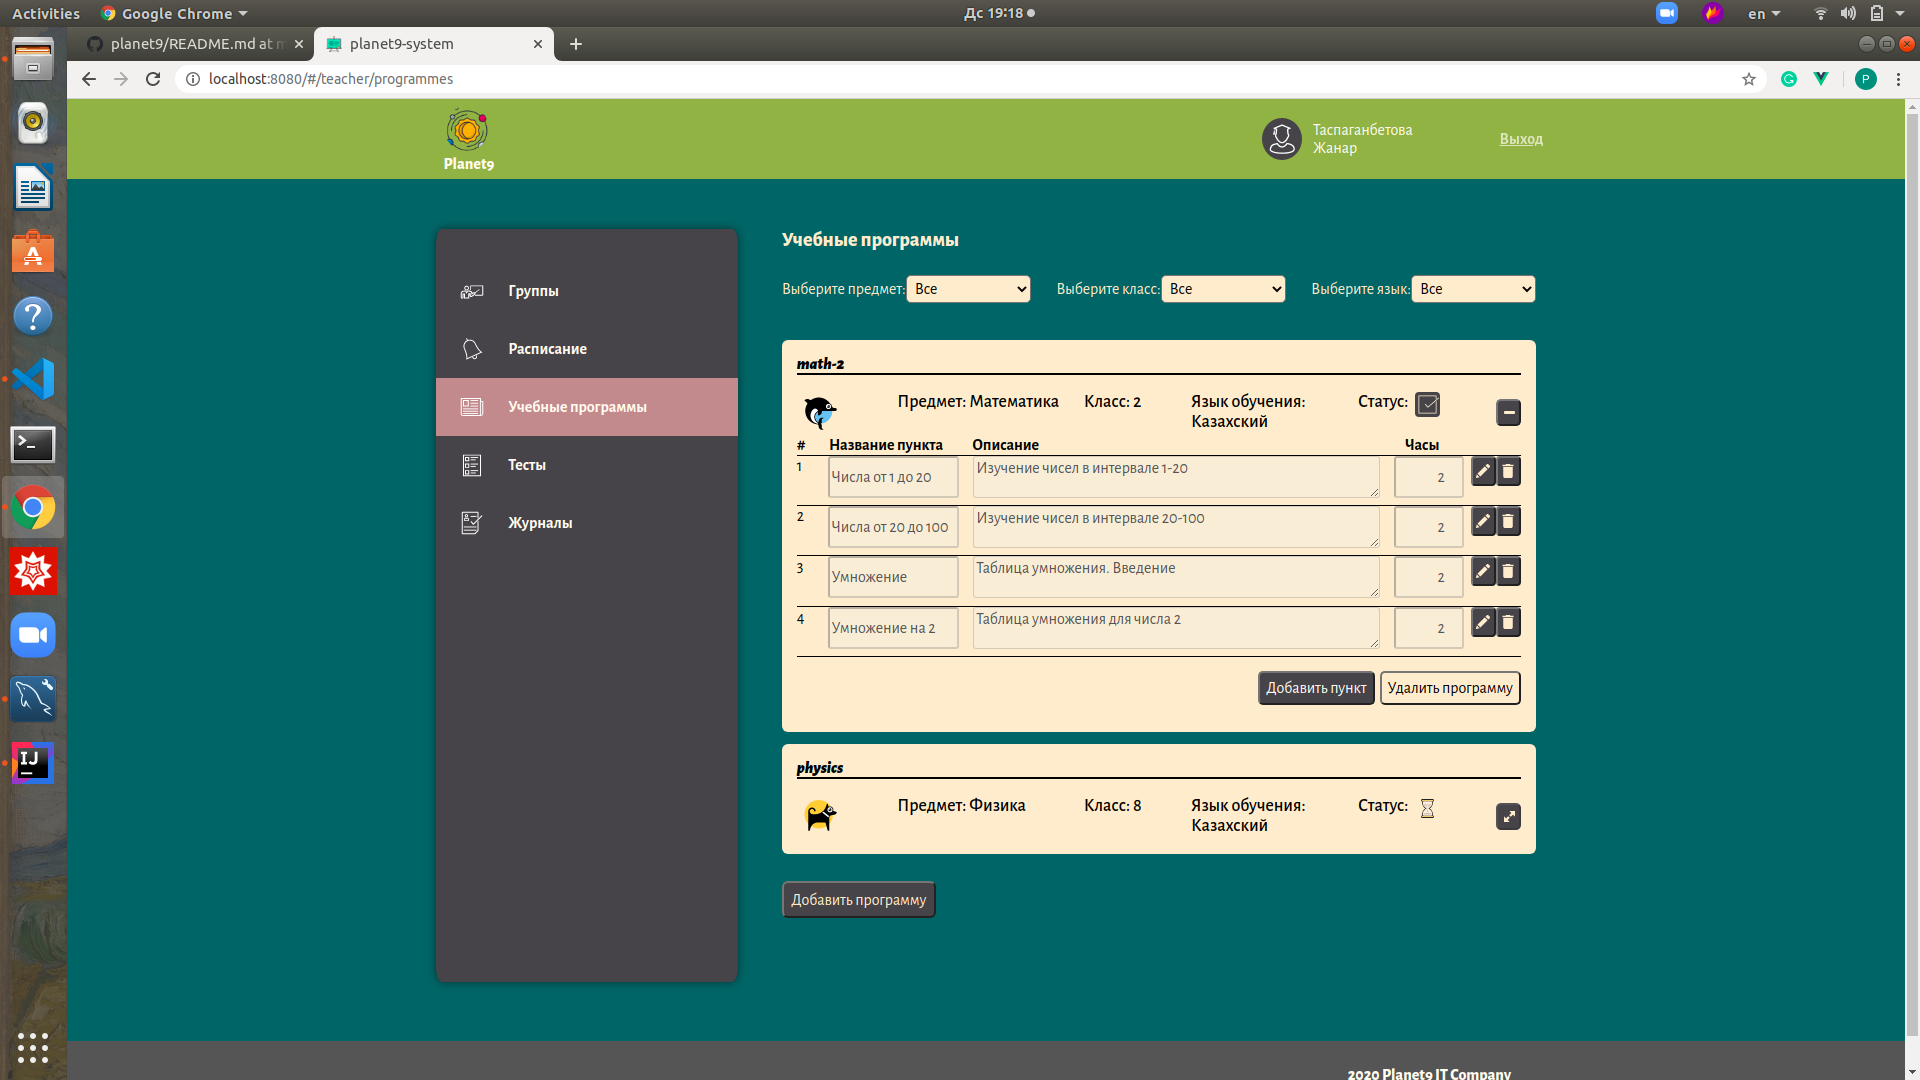 Activities
Google Chrome
Дс 19:18
en
planet9/README.md at m
planet9-system
localhost:8080/#/teacher/programmes
P
Planet9
Таспаганбетова
Жанар
Выход
Группы
Расписание
Учебные программы
Тесты
Журналы
Учебные программы
Выберите предмет: Все
Выберите класс: Все
Выберите язык: Все
math-2
Предмет: Математика
Класс: 2
Язык обучения:
Казахский
Статус:
# Название пункта Описание Часы
1 Числа от 1 до 20 Изучение чисел в интервале 1-20 2
2 Числа от 20 до 100 Изучение чисел в интервале 20-100 2
3 Умножение Таблица умножения. Введение 2
4 Умножение на 2 Таблица умножения для числа 2 2
Добавить пункт
Удалить программу
physics
Предмет: Физика
Класс: 8
Язык обучения:
Казахский
Статус:
Добавить программу
2020 Planet9 IT Company
IJ